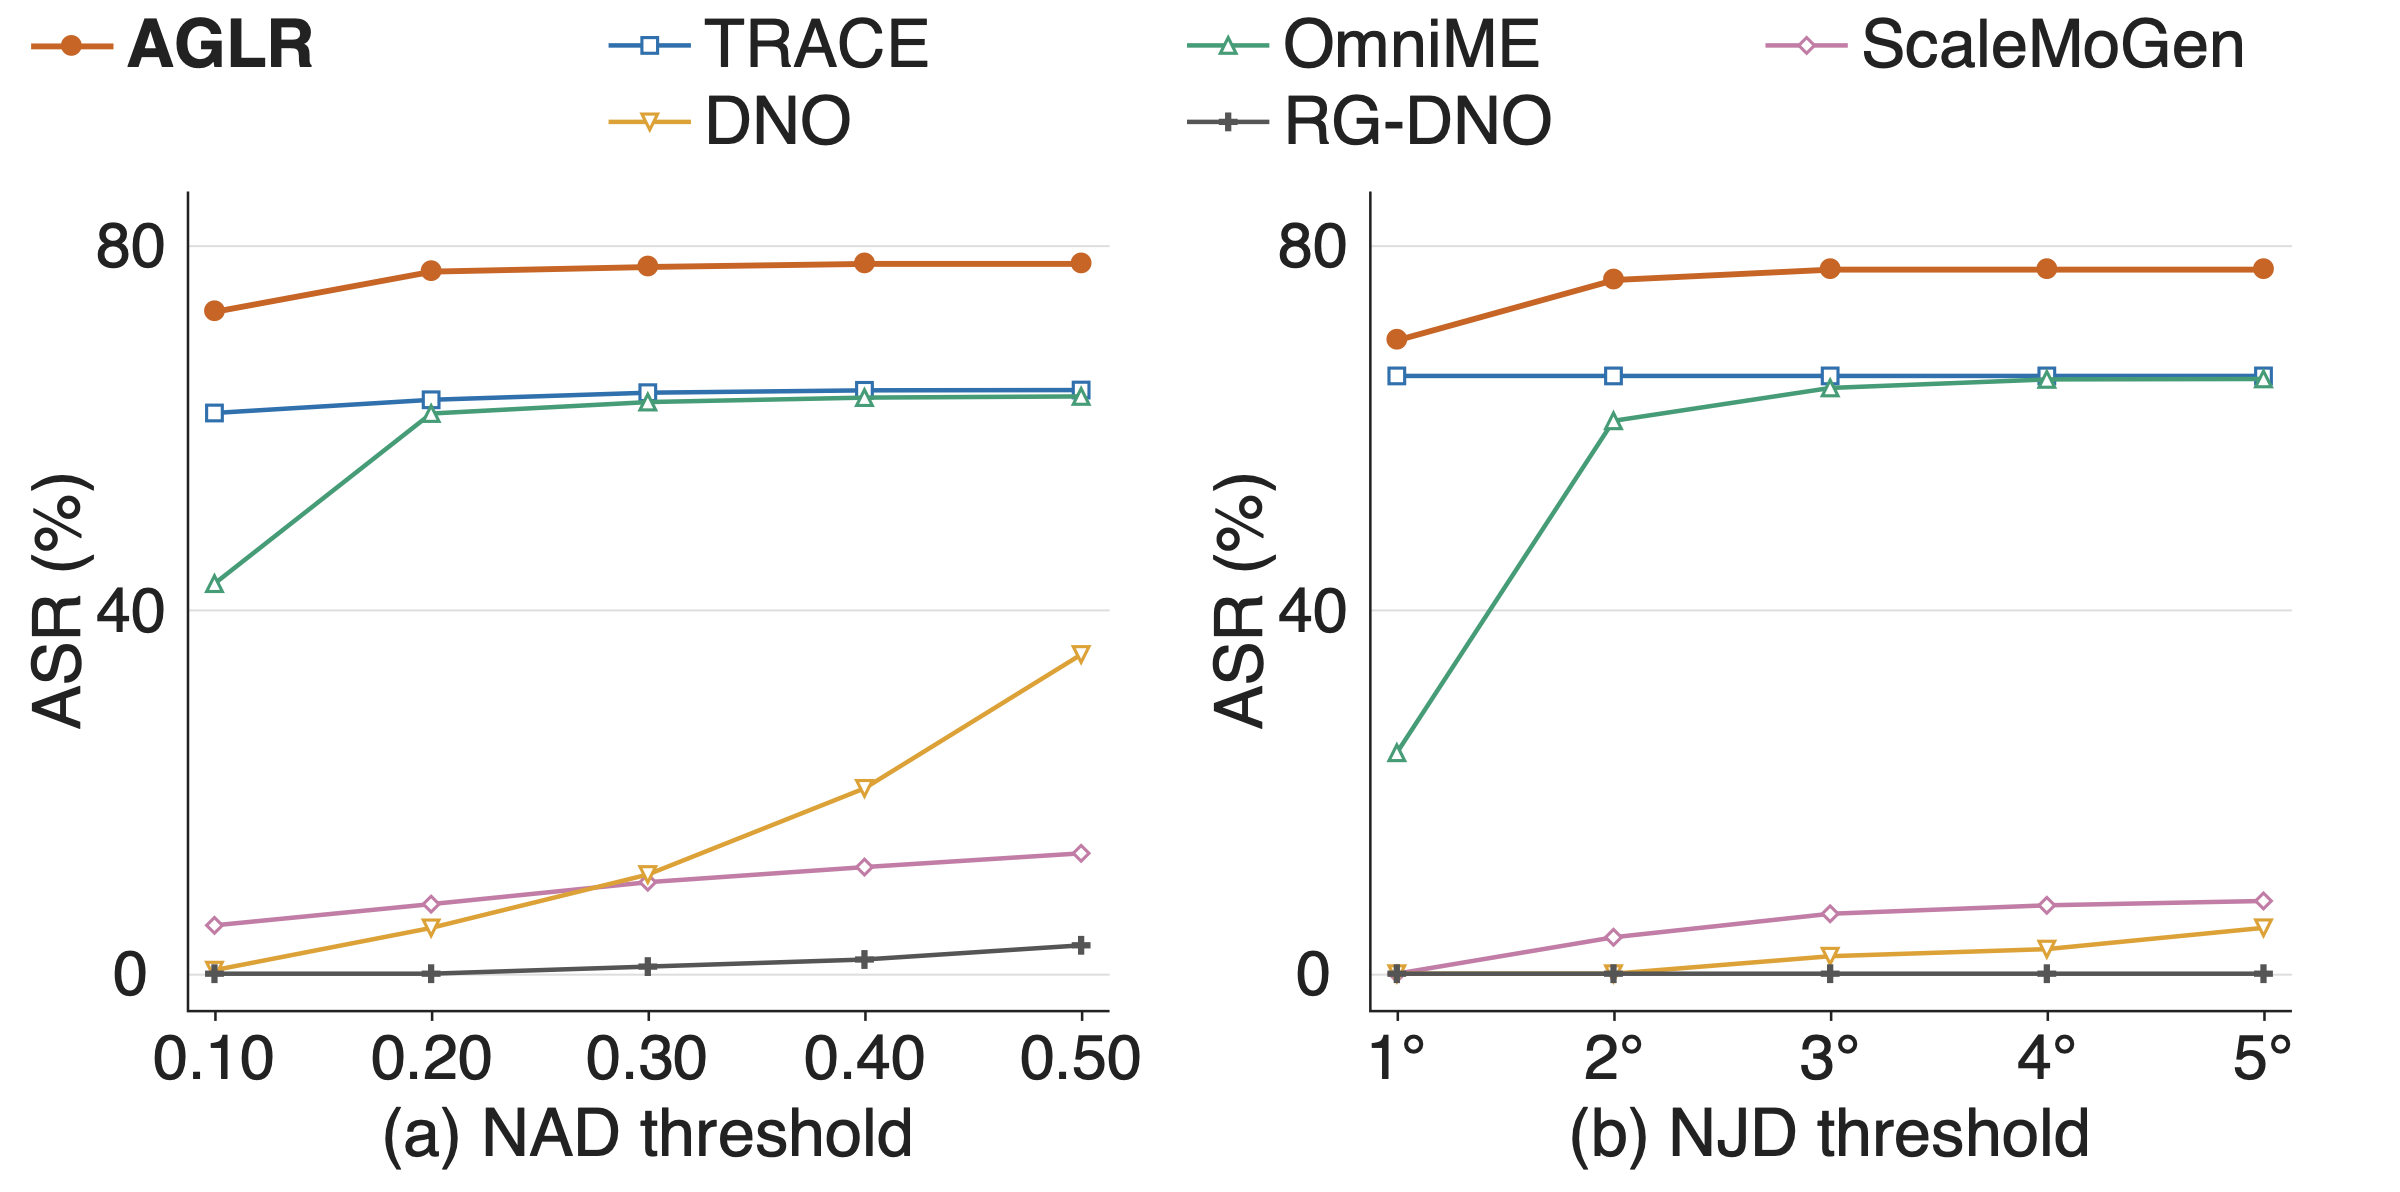 AGLR TRACE OmniME ScaleMoGen
DNO RG-DNO
ASR (%)
80
40
0
0.10 0.20 0.30 0.40 0.50
(a) NAD threshold
ASR (%)
80
40
0
1° 2° 3° 4° 5°
(b) NJD threshold